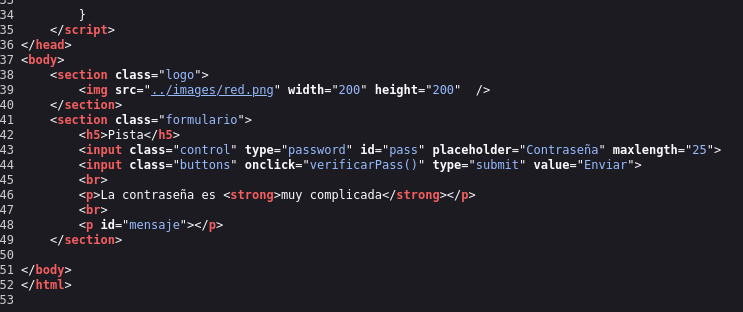 33
34         }
35     </script>
36 </head>
37 <body>
38     <section class="logo">
39         <img src="../images/red.png" width="200" height="200"  />
40     </section>
41     <section class="formulario">
42         <h5>Pista</h5>
43         <input class="control" type="password" id="pass" placeholder="Contraseña" maxlength="25">
44         <input class="buttons" onclick="verificarPass()" type="submit" value="Enviar">
45         <br>
46         <p>La contraseña es <strong>muy complicada</strong></p>
47         <br>
48         <p id="mensaje"></p>
49     </section>
50
51 </body>
52 </html>
53